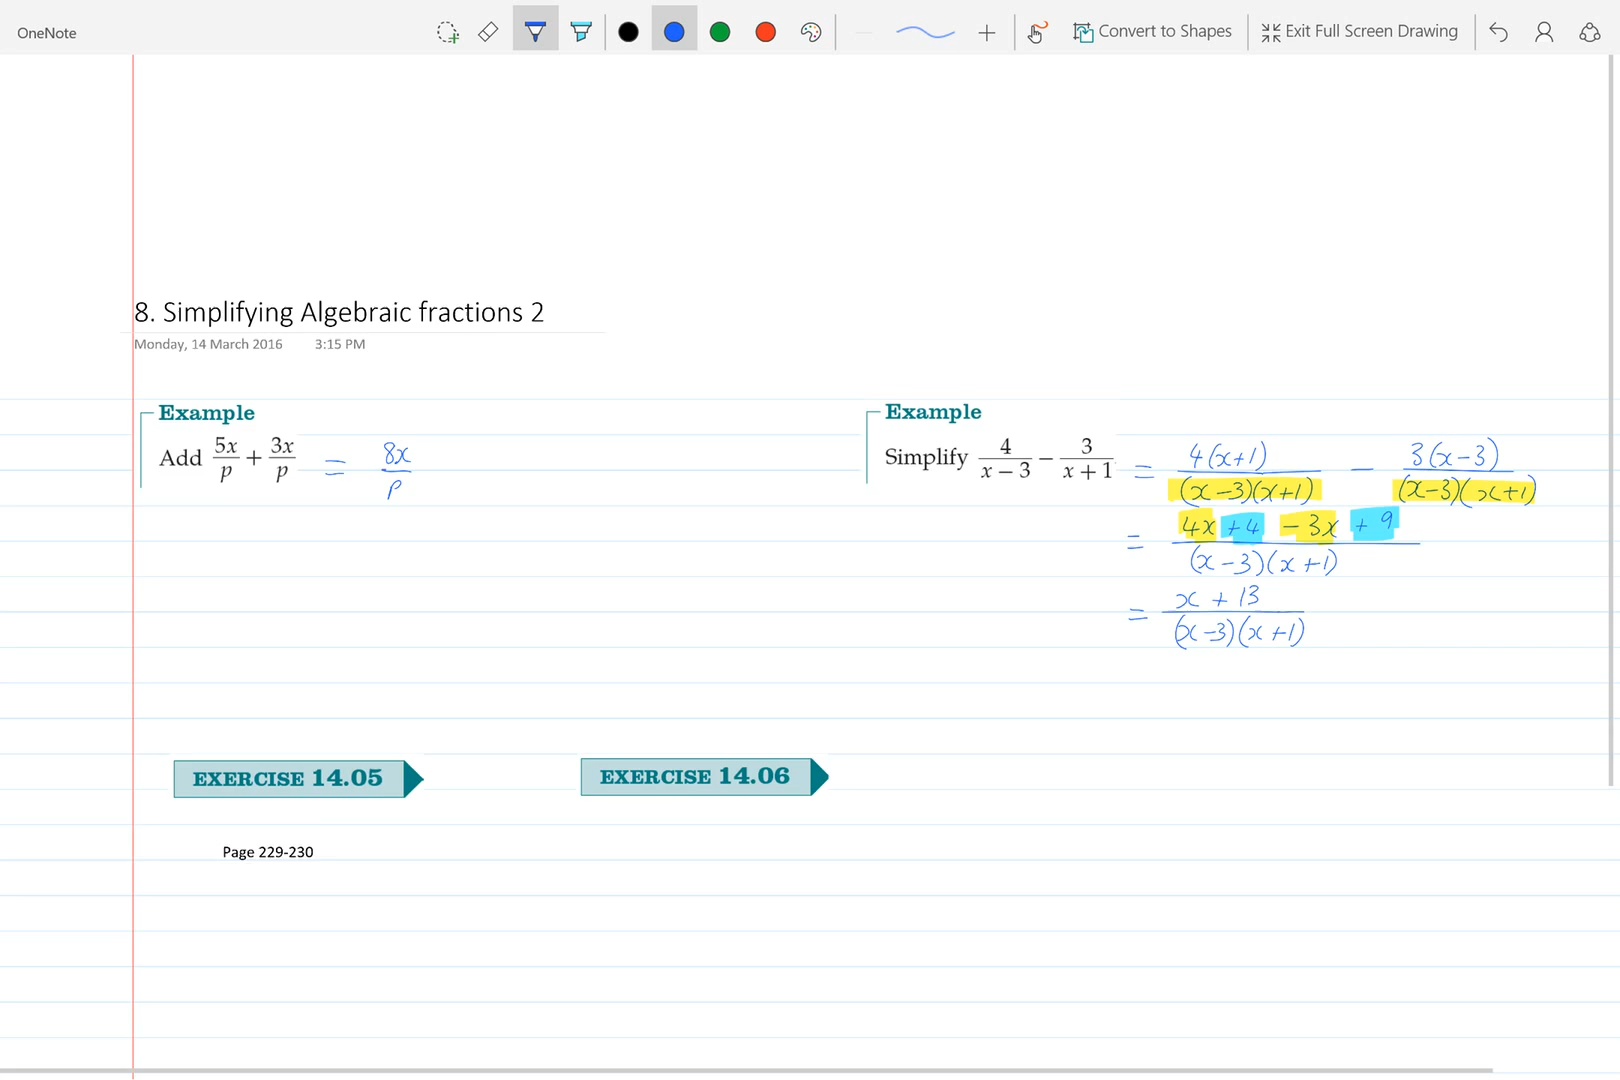 OneNote
Convert to Shapes
Exit Full Screen Drawing
8. Simplifying Algebraic fractions 2
Monday, 14 March 2016 3:15 PM
Example
Add 5x/p + 3x/p = 8x/p
Example
Simplify 4/(x − 3) − 3/(x + 1) = 4(x+1)/(x−3)(x+1) − 3(x−3)/(x−3)(x+1)
= 4x +4 −3x + 9/(x−3)(x+1)
= x + 13/(x−3)(x+1)
EXERCISE 14.05
EXERCISE 14.06
Page 229-230